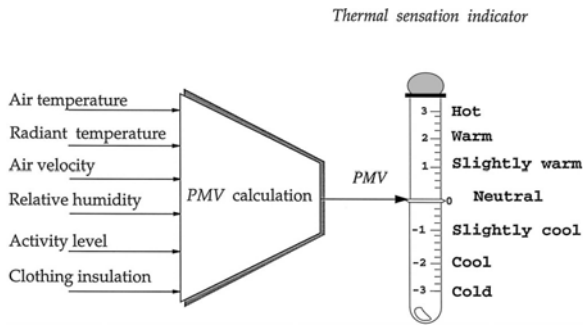 Thermal sensation indicator
Air temperature
Radiant temperature
Air velocity
Relative humidity
Activity level
Clothing insulation
PMV calculation
PMV
3 Hot
2 Warm
1 Slightly warm
0 Neutral
-1 Slightly cool
-2 Cool
-3 Cold